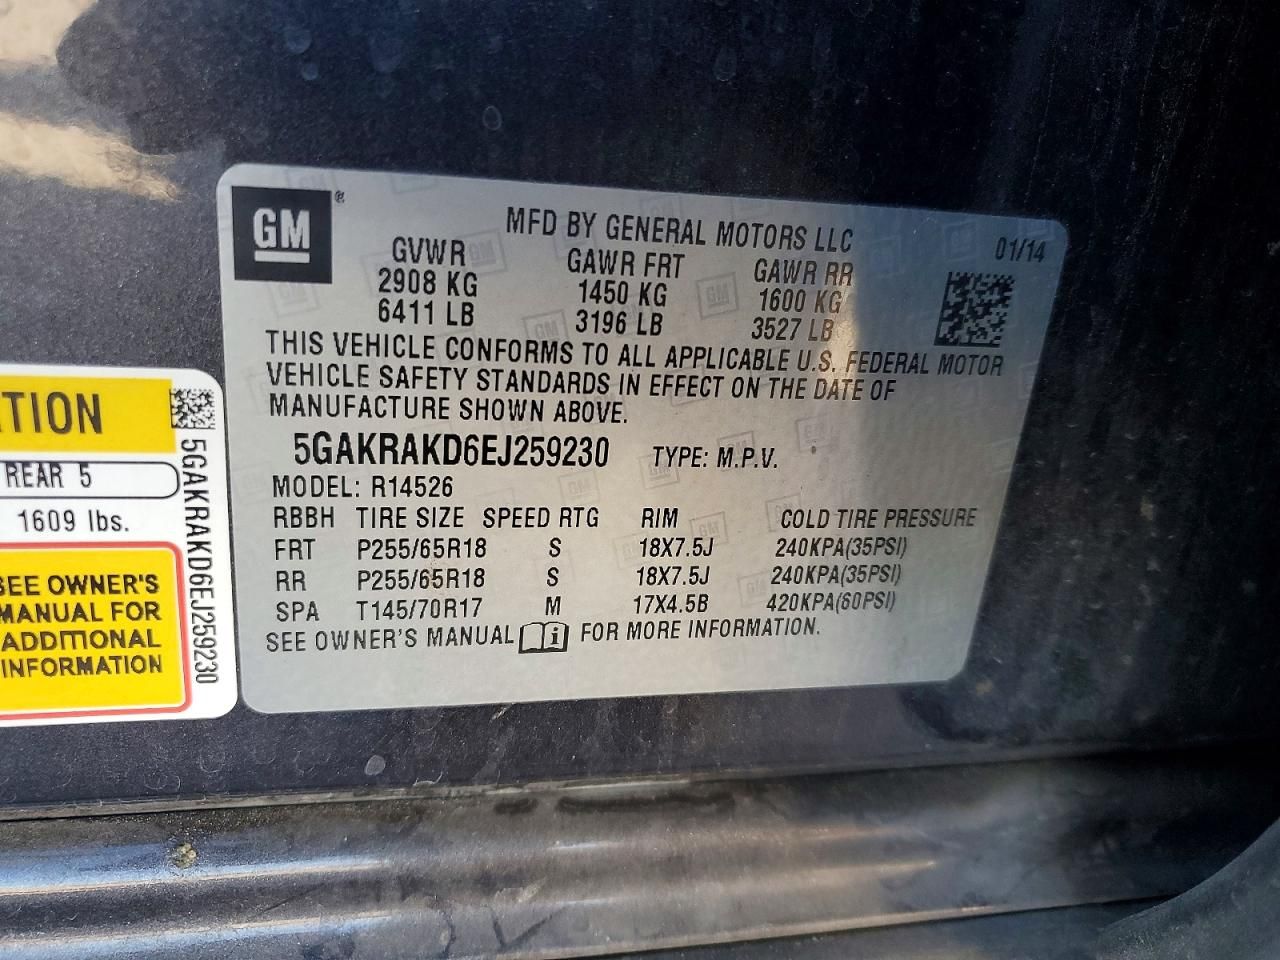 GM ®
MFD BY GENERAL MOTORS LLC
01/14
GVWR GAWR FRT GAWR RR
2908 KG 1450 KG 1600 KG
6411 LB 3196 LB 3527 LB
THIS VEHICLE CONFORMS TO ALL APPLICABLE U.S. FEDERAL MOTOR
VEHICLE SAFETY STANDARDS IN EFFECT ON THE DATE OF
MANUFACTURE SHOWN ABOVE.
5GAKRAKD6EJ259230 TYPE: M.P.V.
MODEL: R14526
RBBH TIRE SIZE SPEED RTG RIM COLD TIRE PRESSURE
FRT P255/65R18 S 18X7.5J 240KPA(35PSI)
RR P255/65R18 S 18X7.5J 240KPA(35PSI)
SPA T145/70R17 M 17X4.5B 420KPA(60PSI)
SEE OWNER'S MANUAL i FOR MORE INFORMATION.
TION
REAR 5
1609 lbs.
SEE OWNER'S
MANUAL FOR
ADDITIONAL
INFORMATION
5GAKRAKD6EJ259230